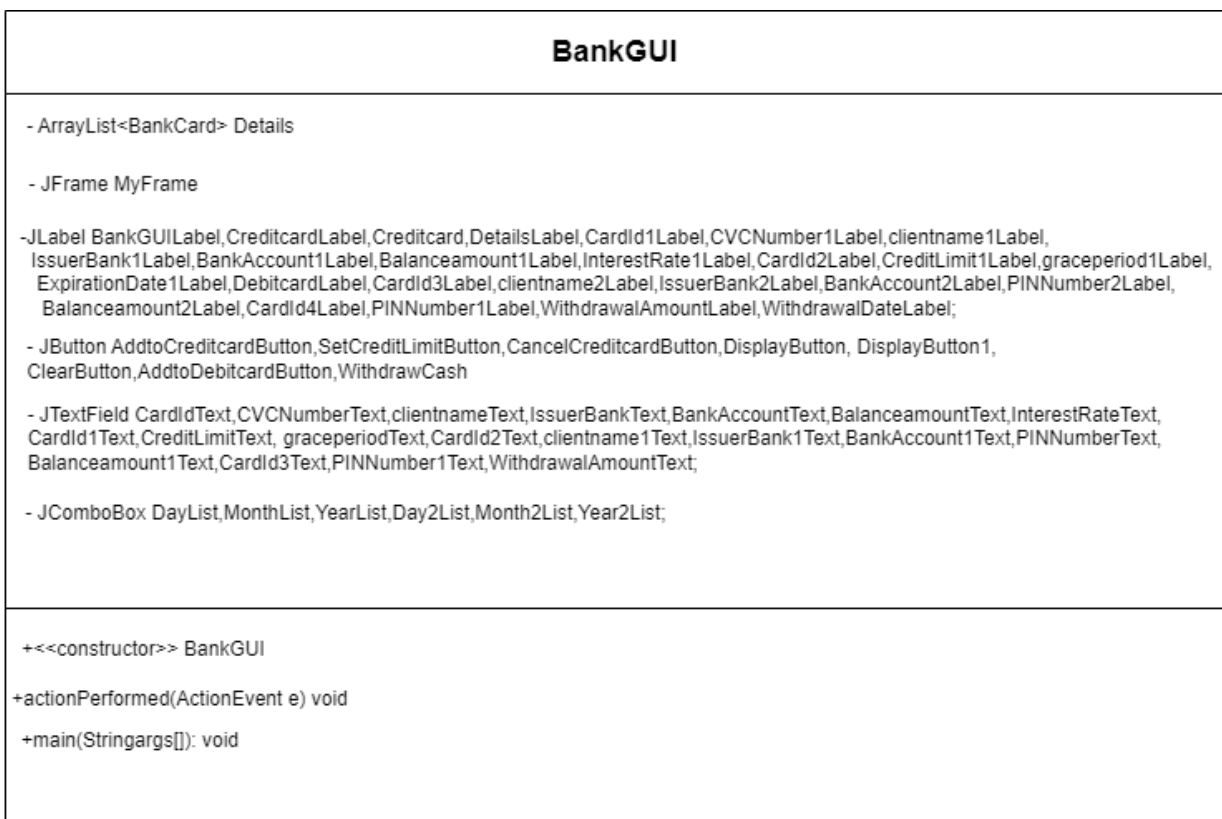 BankGUI
- ArrayList<BankCard> Details
- JFrame MyFrame
-JLabel BankGUILabel,CreditcardLabel,Creditcard,DetailsLabel,CardId1Label,CVCNumber1Label,clientname1Label,
IssuerBank1Label,BankAccount1Label,Balanceamount1Label,InterestRate1Label,CardId2Label,CreditLimit1Label,graceperiod1Label,
ExpirationDate1Label,DebitcardLabel,CardId3Label,clientname2Label,IssuerBank2Label,BankAccount2Label,PINNumber2Label,
Balanceamount2Label,CardId4Label,PINNumber1Label,WithdrawalAmountLabel,WithdrawalDateLabel;
- JButton AddtoCreditcardButton,SetCreditLimitButton,CancelCreditcardButton,DisplayButton, DisplayButton1,
ClearButton,AddtoDebitcardButton,WithdrawCash
- JTextField CardIdText,CVCNumberText,clientnameText,IssuerBankText,BankAccountText,BalanceamountText,InterestRateText,
CardId1Text,CreditLimitText, graceperiodText,CardId2Text,clientname1Text,IssuerBank1Text,BankAccount1Text,PINNumberText,
Balanceamount1Text,CardId3Text,PINNumber1Text,WithdrawalAmountText;
- JComboBox DayList,MonthList,YearList,Day2List,Month2List,Year2List;
+<<constructor>> BankGUI
+actionPerformed(ActionEvent e) void
+main(Stringargs[]): void